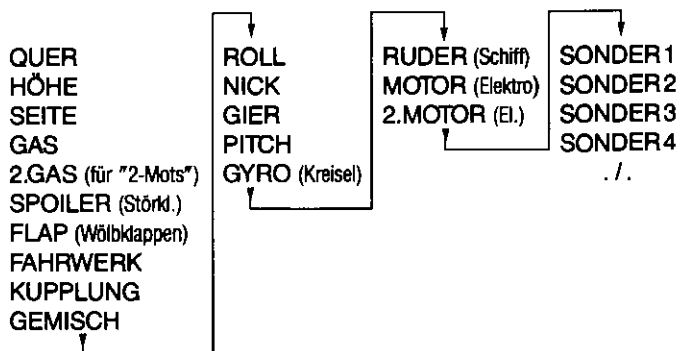 QUER
HÖHE
SEITE
GAS
2.GAS (für "2-Mots")
SPOILER (Störkl.)
FLAP (Wölbklappen)
FAHRWERK
KUPPLUNG
GEMISCH
ROLL
NICK
GIER
PITCH
GYRO (Kreisel)
RUDER (Schiff)
MOTOR (Elektro)
2.MOTOR (El.)
SONDER1
SONDER2
SONDER3
SONDER4
./.